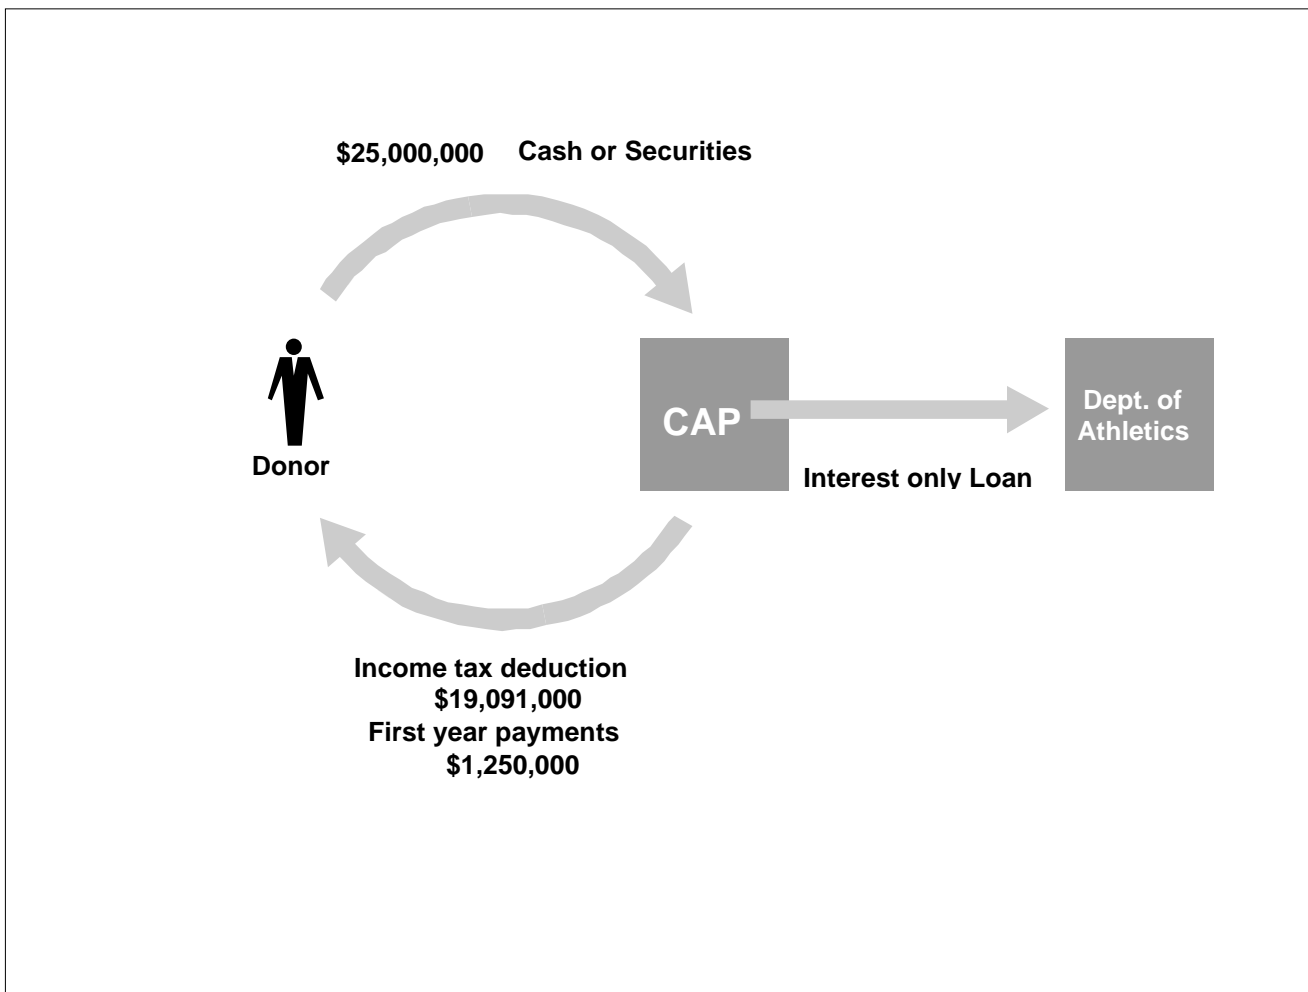 $25,000,000 Cash or Securities
Donor
CAP
Interest only Loan
Dept. of
Athletics
Income tax deduction
$19,091,000
First year payments
$1,250,000